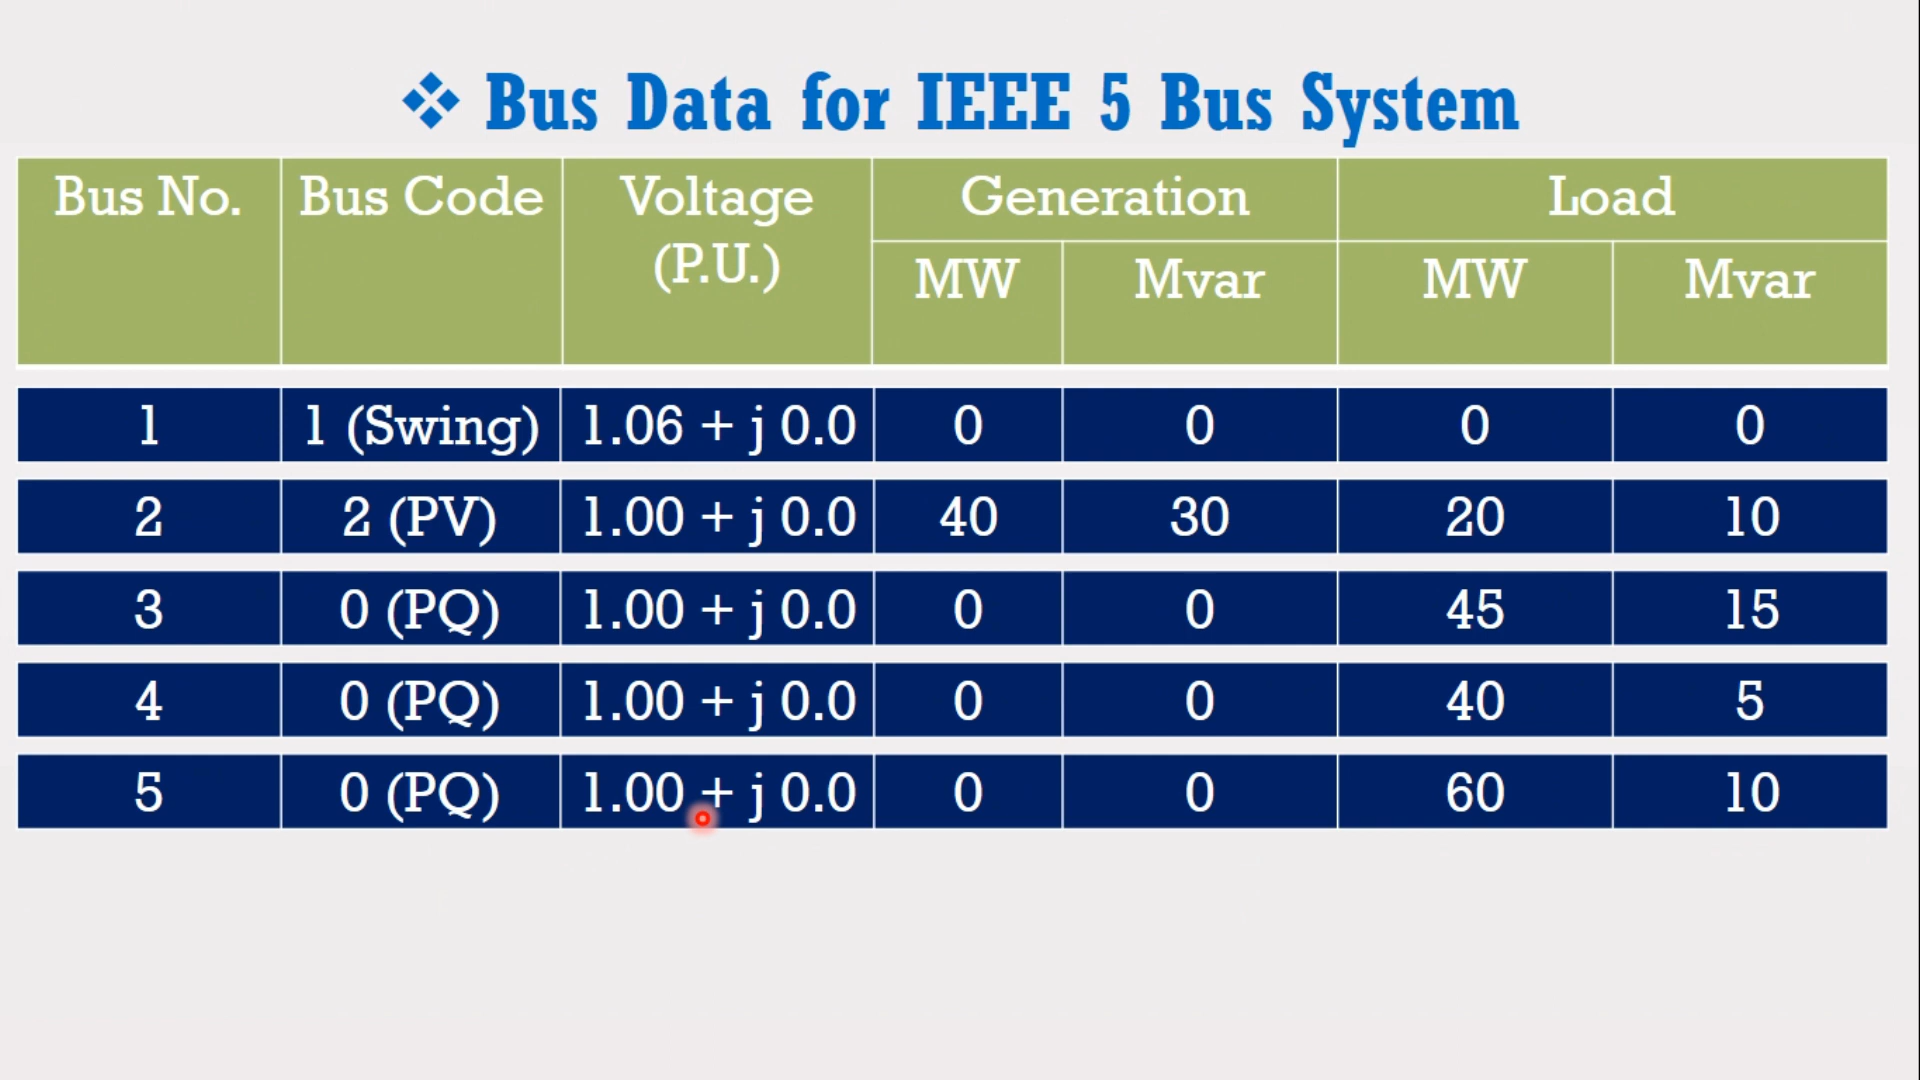 ❖ Bus Data for IEEE 5 Bus System
Bus No. Bus Code Voltage (P.U.) Generation Load
MW Mvar MW Mvar
1 1 (Swing) 1.06 + j 0.0 0 0 0 0
2 2 (PV) 1.00 + j 0.0 40 30 20 10
3 0 (PQ) 1.00 + j 0.0 0 0 45 15
4 0 (PQ) 1.00 + j 0.0 0 0 40 5
5 0 (PQ) 1.00 + j 0.0 0 0 60 10